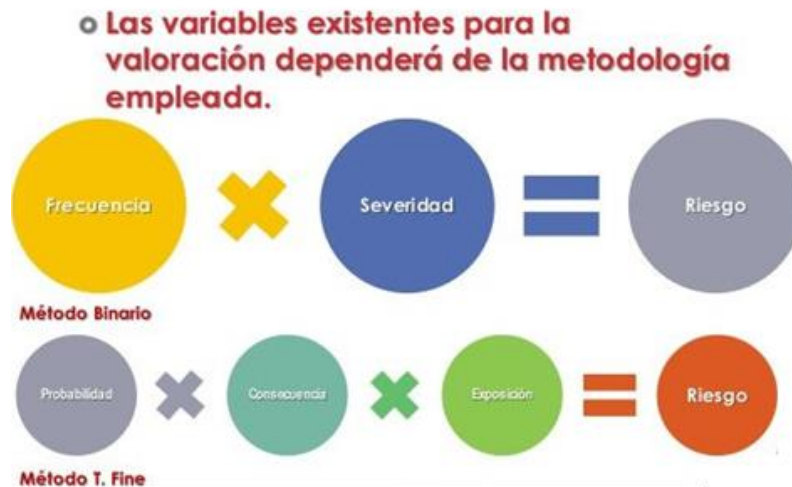 Las variables existentes para la
valoración dependerá de la metodología
empleada.
Frecuencia
Severidad
Riesgo
Método Binario
Probabilidad
Consecuencia
Exposición
Riesgo
Método T. Fine